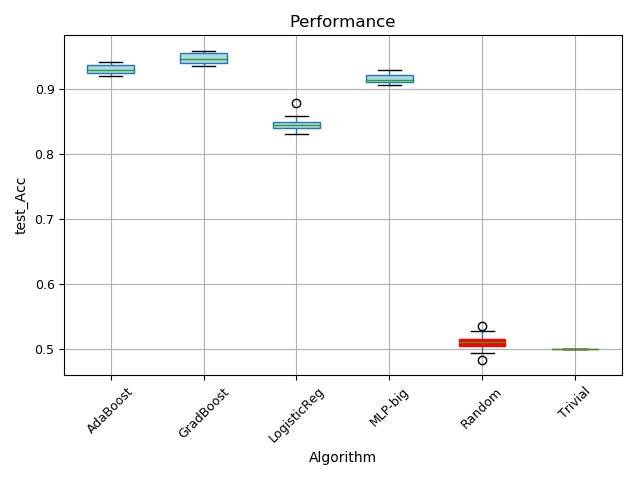 Performance
test_Acc
0.9
0.8
0.7
0.6
0.5
AdaBoost
GradBoost
LogisticReg
MLP-big
Random
Trivial
Algorithm